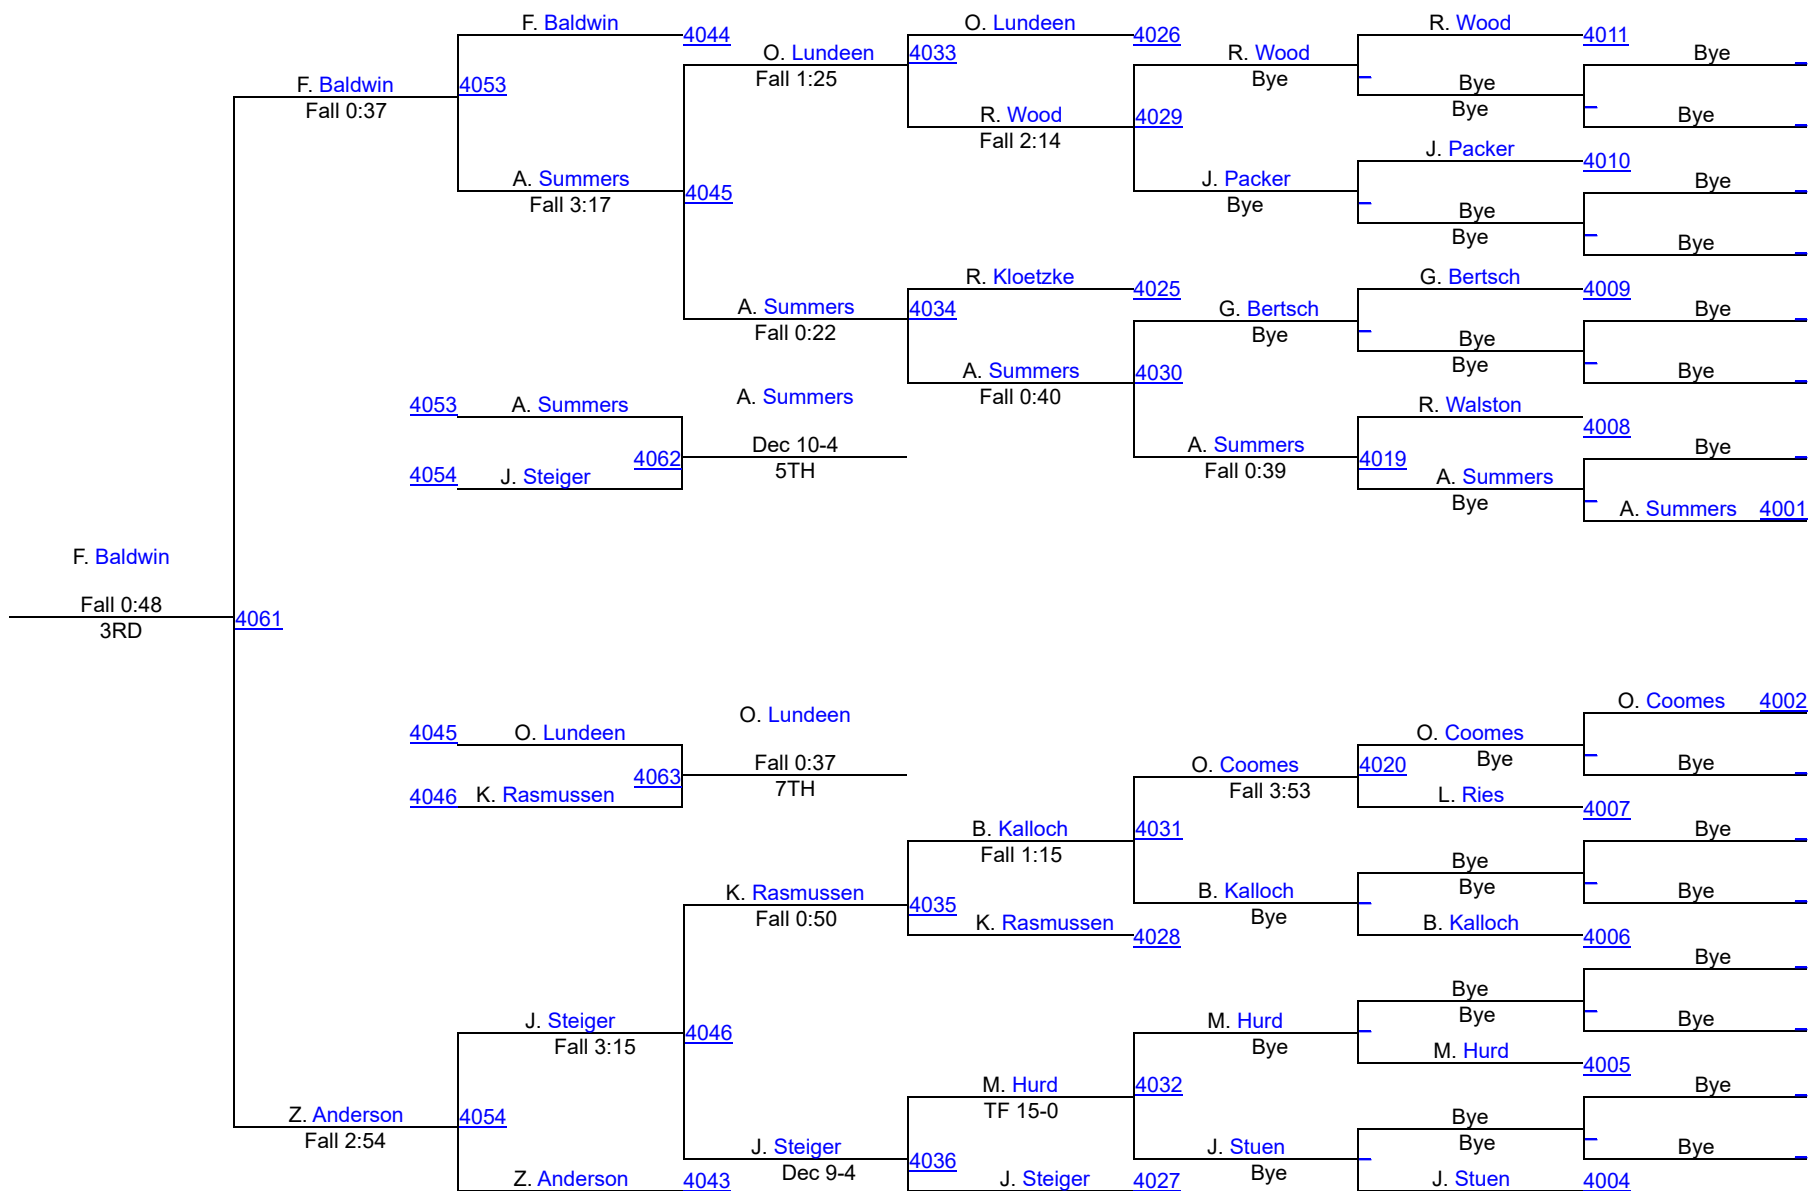 F. Baldwin 4044
O. Lundeen 4026
R. Wood 4011
O. Lundeen 4033
Fall 1:25
R. Wood
Bye
Bye
F. Baldwin 4053
Fall 0:37
Bye
Bye
R. Wood 4029
Fall 2:14
Bye
J. Packer 4010
A. Summers 4045
Fall 3:17
J. Packer
Bye
Bye
Bye
Bye
Bye
R. Kloetzke 4025
G. Bertsch 4009
A. Summers 4034
Fall 0:22
G. Bertsch
Bye
Bye
Bye
Bye
A. Summers 4030
Fall 0:40
Bye
4053 A. Summers
A. Summers
R. Walston 4008
4062
Dec 10-4
5TH
A. Summers 4019
Fall 0:39
Bye
4054 J. Steiger
A. Summers
Bye
A. Summers 4001
F. Baldwin
Fall 0:48
3RD
4061
O. Coomes 4002
4045 O. Lundeen
O. Lundeen
O. Coomes
Bye
4063
Fall 0:37
7TH
O. Coomes 4020
Fall 3:53
Bye
4046 K. Rasmussen
L. Ries 4007
B. Kalloch 4031
Fall 1:15
Bye
K. Rasmussen 4035
Fall 0:50
B. Kalloch
Bye
Bye
Bye
Bye
K. Rasmussen 4028
B. Kalloch 4006
Bye
J. Steiger 4046
Fall 3:15
M. Hurd
Bye
Bye
Bye
Bye
M. Hurd 4005
M. Hurd 4032
TF 15-0
Bye
Z. Anderson 4054
Fall 2:54
Bye
Bye
J. Steiger 4036
Dec 9-4
J. Stuen
Bye
Bye
Z. Anderson 4043
J. Steiger 4027
J. Stuen 4004